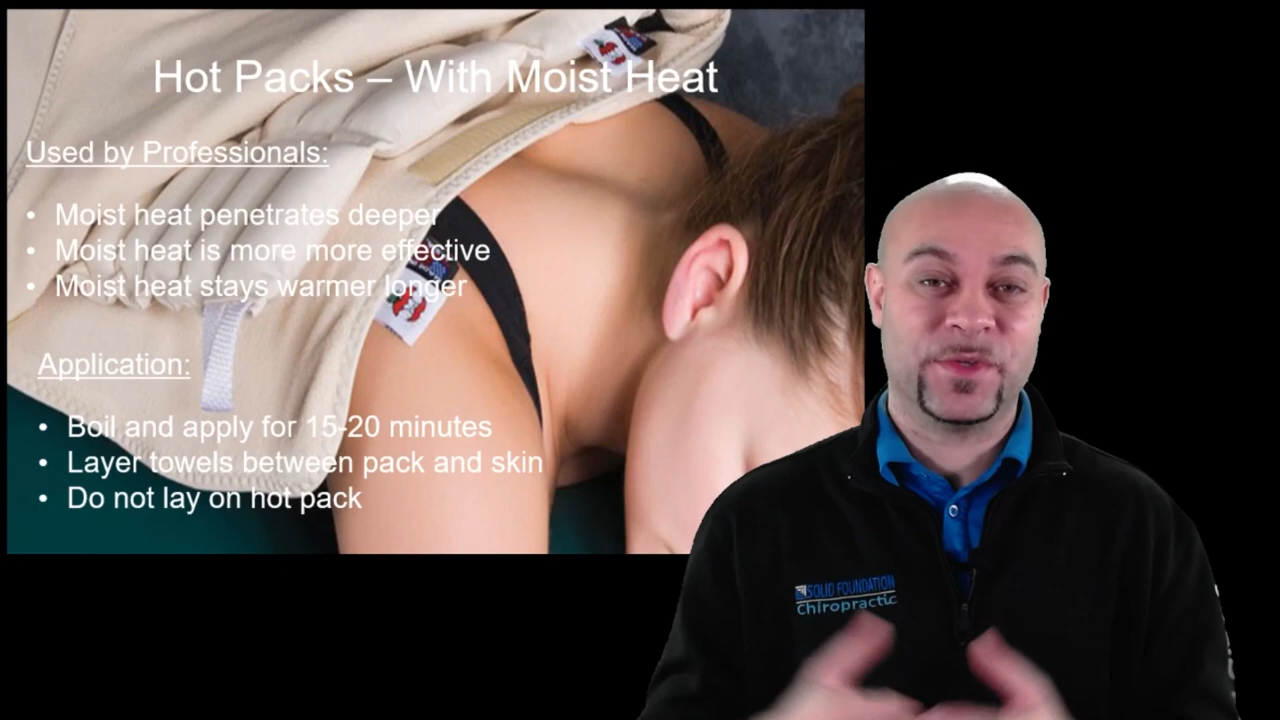 Hot Packs – With Moist Heat
Used by Professionals:
• Moist heat penetrates deeper
• Moist heat is more more effective
• Moist heat stays warmer longer
Application:
• Boil and apply for 15-20 minutes
• Layer towels between pack and skin
• Do not lay on hot pack
SOLID FOUNDATION
Chiropractic